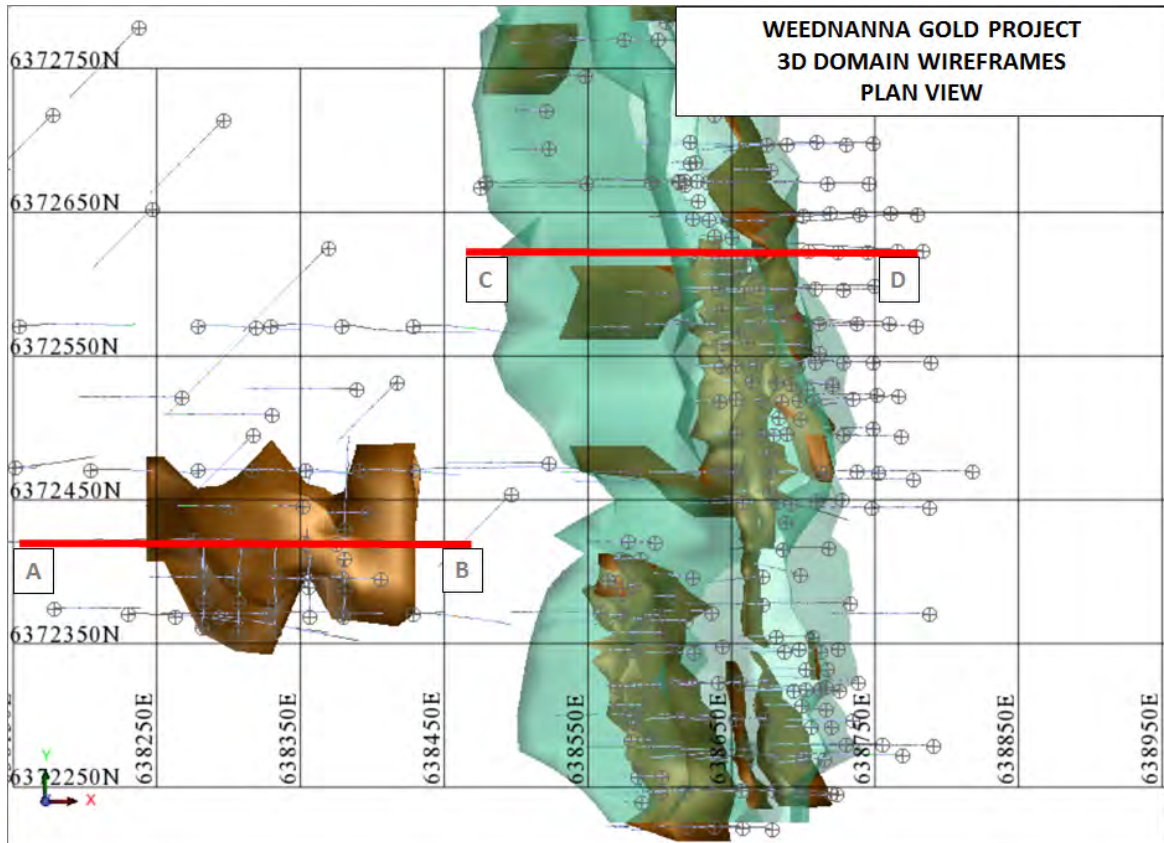 WEEDNANNA GOLD PROJECT
3D DOMAIN WIREFRAMES
PLAN VIEW
6372750N
6372650N
C
D
6372550N
6372450N
A
B
6372350N
638250E
638350E
638450E
638550E
638650E
638750E
638850E
638950E
6372250N
Y
X